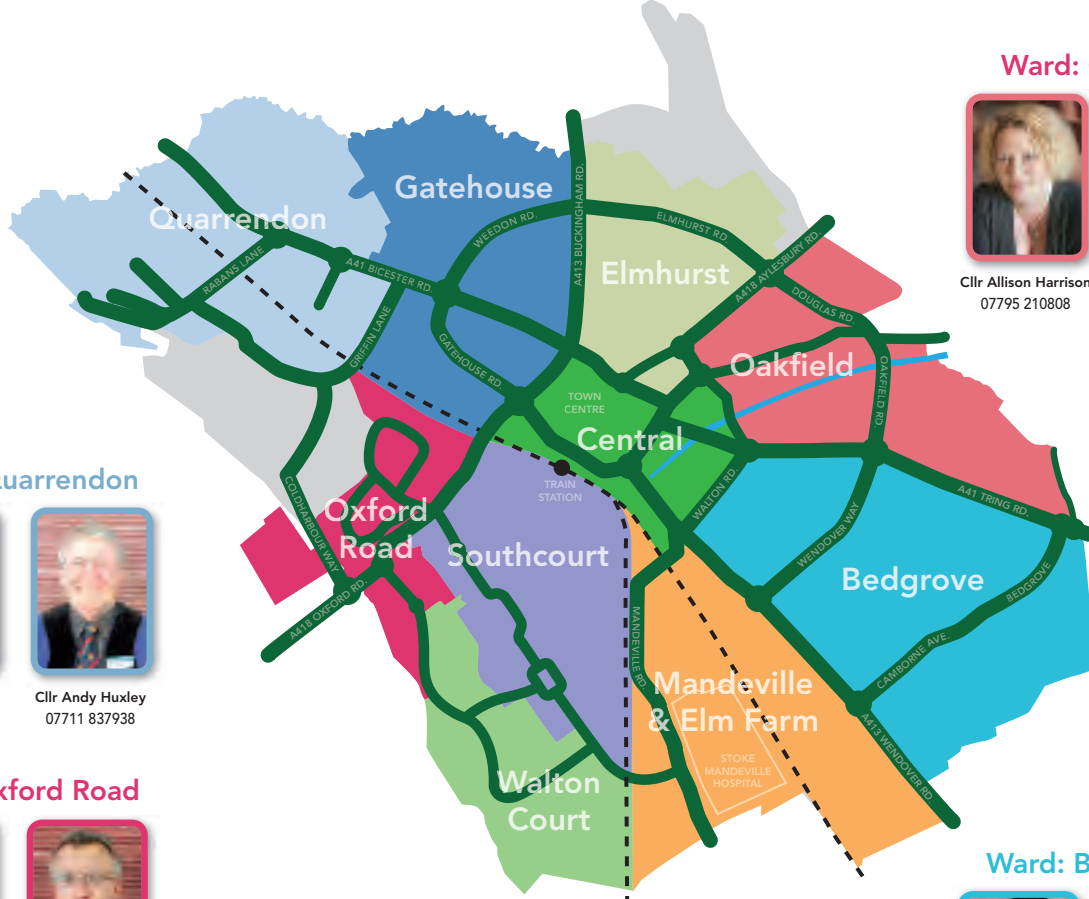 Ward:
Cllr Allison Harrison
07795 210808
Gatehouse
Quarrendon
WEEDON RD.
A413 BUCKINGHAM RD.
ELMHURST RD.
Elmhurst
A418 AYLESBURY RD.
RABANS LANE
A41 BICESTER RD.
DOUGLAS RD
GRIFFIN LANE
GATEHOUSE RD.
Oakfield
OAKFIELD RD.
TOWN
CENTRE
Central
TRAIN
STATION
WALTON RD.
A41 TRING RD.
uarrendon
COLDHARBOUR WAY
Oxford
Road
Southcourt
WENDOVER WAY
Bedgrove
BEDGROVE
A418 OXFORD RD.
MANDEVILLE RD.
CAMBORNE AVE.
Mandeville
& Elm Farm
Cllr Andy Huxley
07711 837938
A413 WENDOVER RD.
STOKE
MANDEVILLE
HOSPITAL
Walton
Court
xford Road
Ward: B